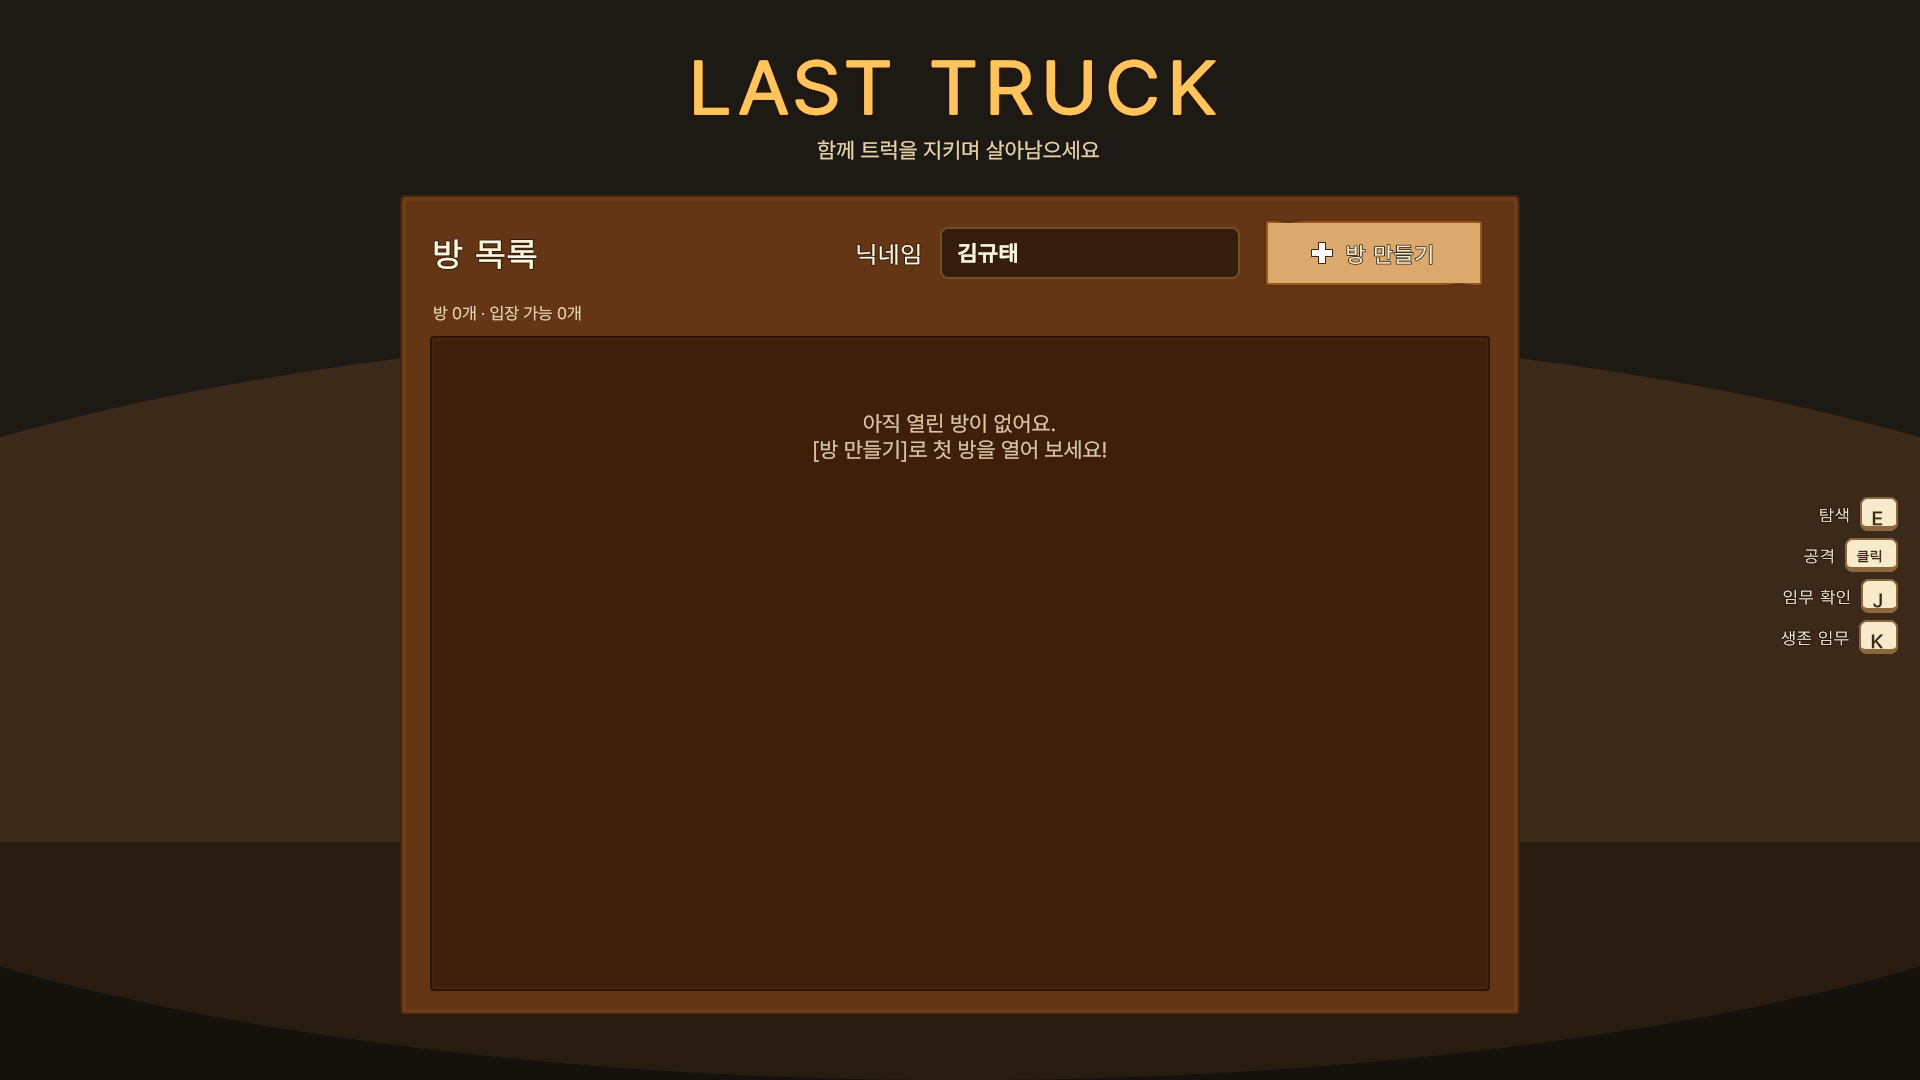 LAST TRUCK
함께 트럭을 지키며 살아남으세요
방 목록
닉네임
김규태
방 만들기
방 0개 · 입장 가능 0개
아직 열린 방이 없어요.
[방 만들기]로 첫 방을 열어 보세요!
탐색 E
공격 클릭
임무 확인 J
생존 임무 K